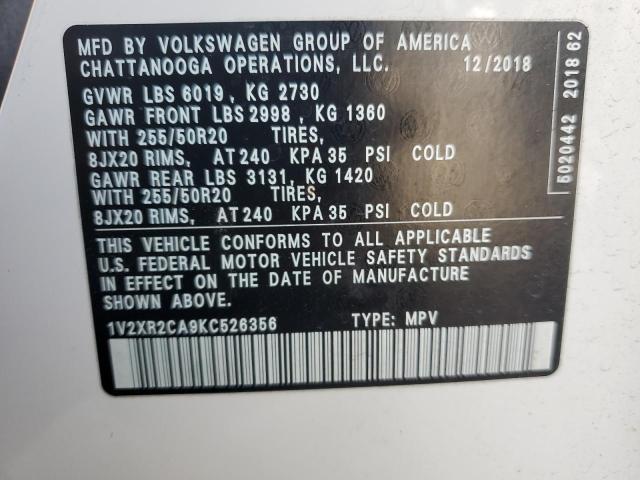 MFD BY VOLKSWAGEN GROUP OF AMERICA
CHATTANOOGA OPERATIONS, LLC. 12/2018
GVWR LBS 6019, KG 2730
GAWR FRONT LBS 2998, KG 1360
WITH 255/50R20 TIRES,
8JX20 RIMS, AT 240 KPA 35 PSI COLD
GAWR REAR LBS 3131, KG 1420
WITH 255/50R20 TIRES,
8JX20 RIMS, AT 240 KPA 35 PSI COLD
THIS VEHICLE CONFORMS TO ALL APPLICABLE
U.S. FEDERAL MOTOR VEHICLE SAFETY STANDARDS
IN EFFECT ON THE DATE OF MANUFACTURE
SHOWN ABOVE.
1V2XR2CA9KC526356 TYPE: MPV
5020442 2018 62